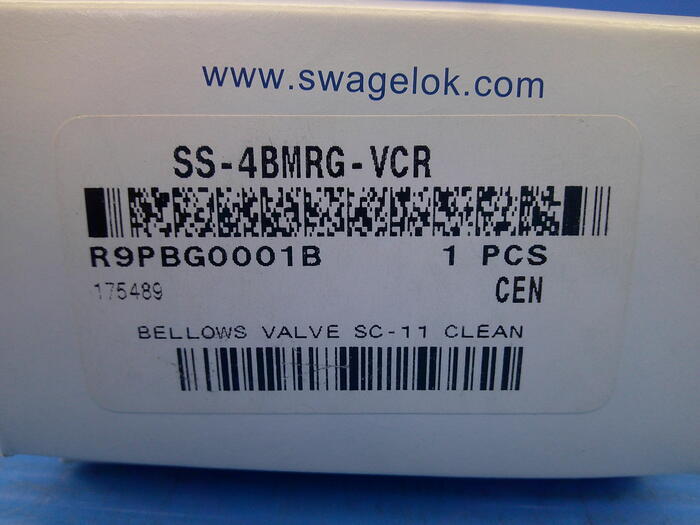 www.swagelok.com
SS-4BMRG-VCR
R9PBG0001B 1 PCS
175489 CEN
BELLOWS VALVE SC-11 CLEAN